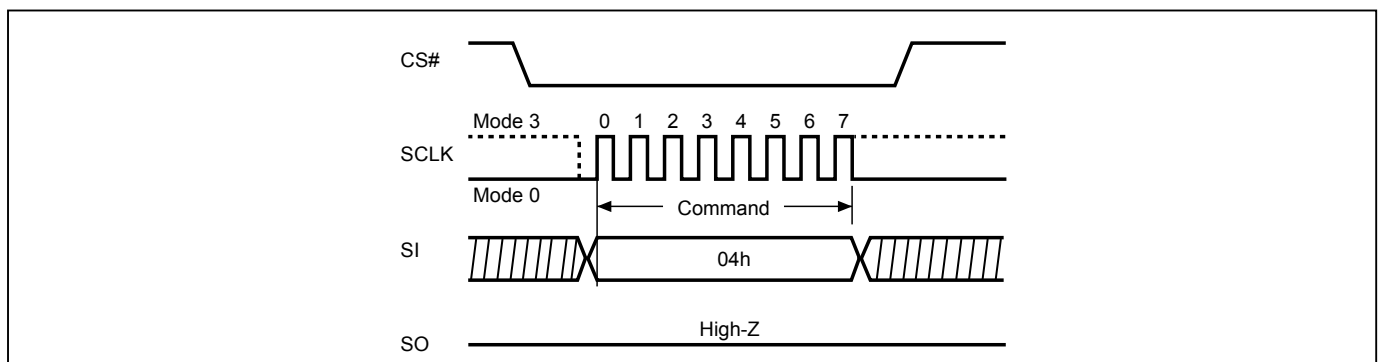 CS#
Mode 3 0 1 2 3 4 5 6 7
SCLK
Mode 0
Command
SI
04h
High-Z
SO